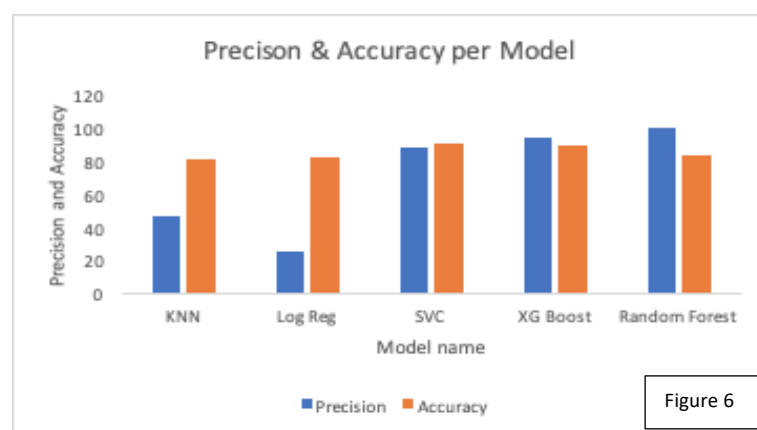 Precison & Accuracy per Model
Precision and Accuracy
120
100
80
60
40
20
0
KNN Log Reg SVC XG Boost Random Forest
Model name
Precision Accuracy
Figure 6